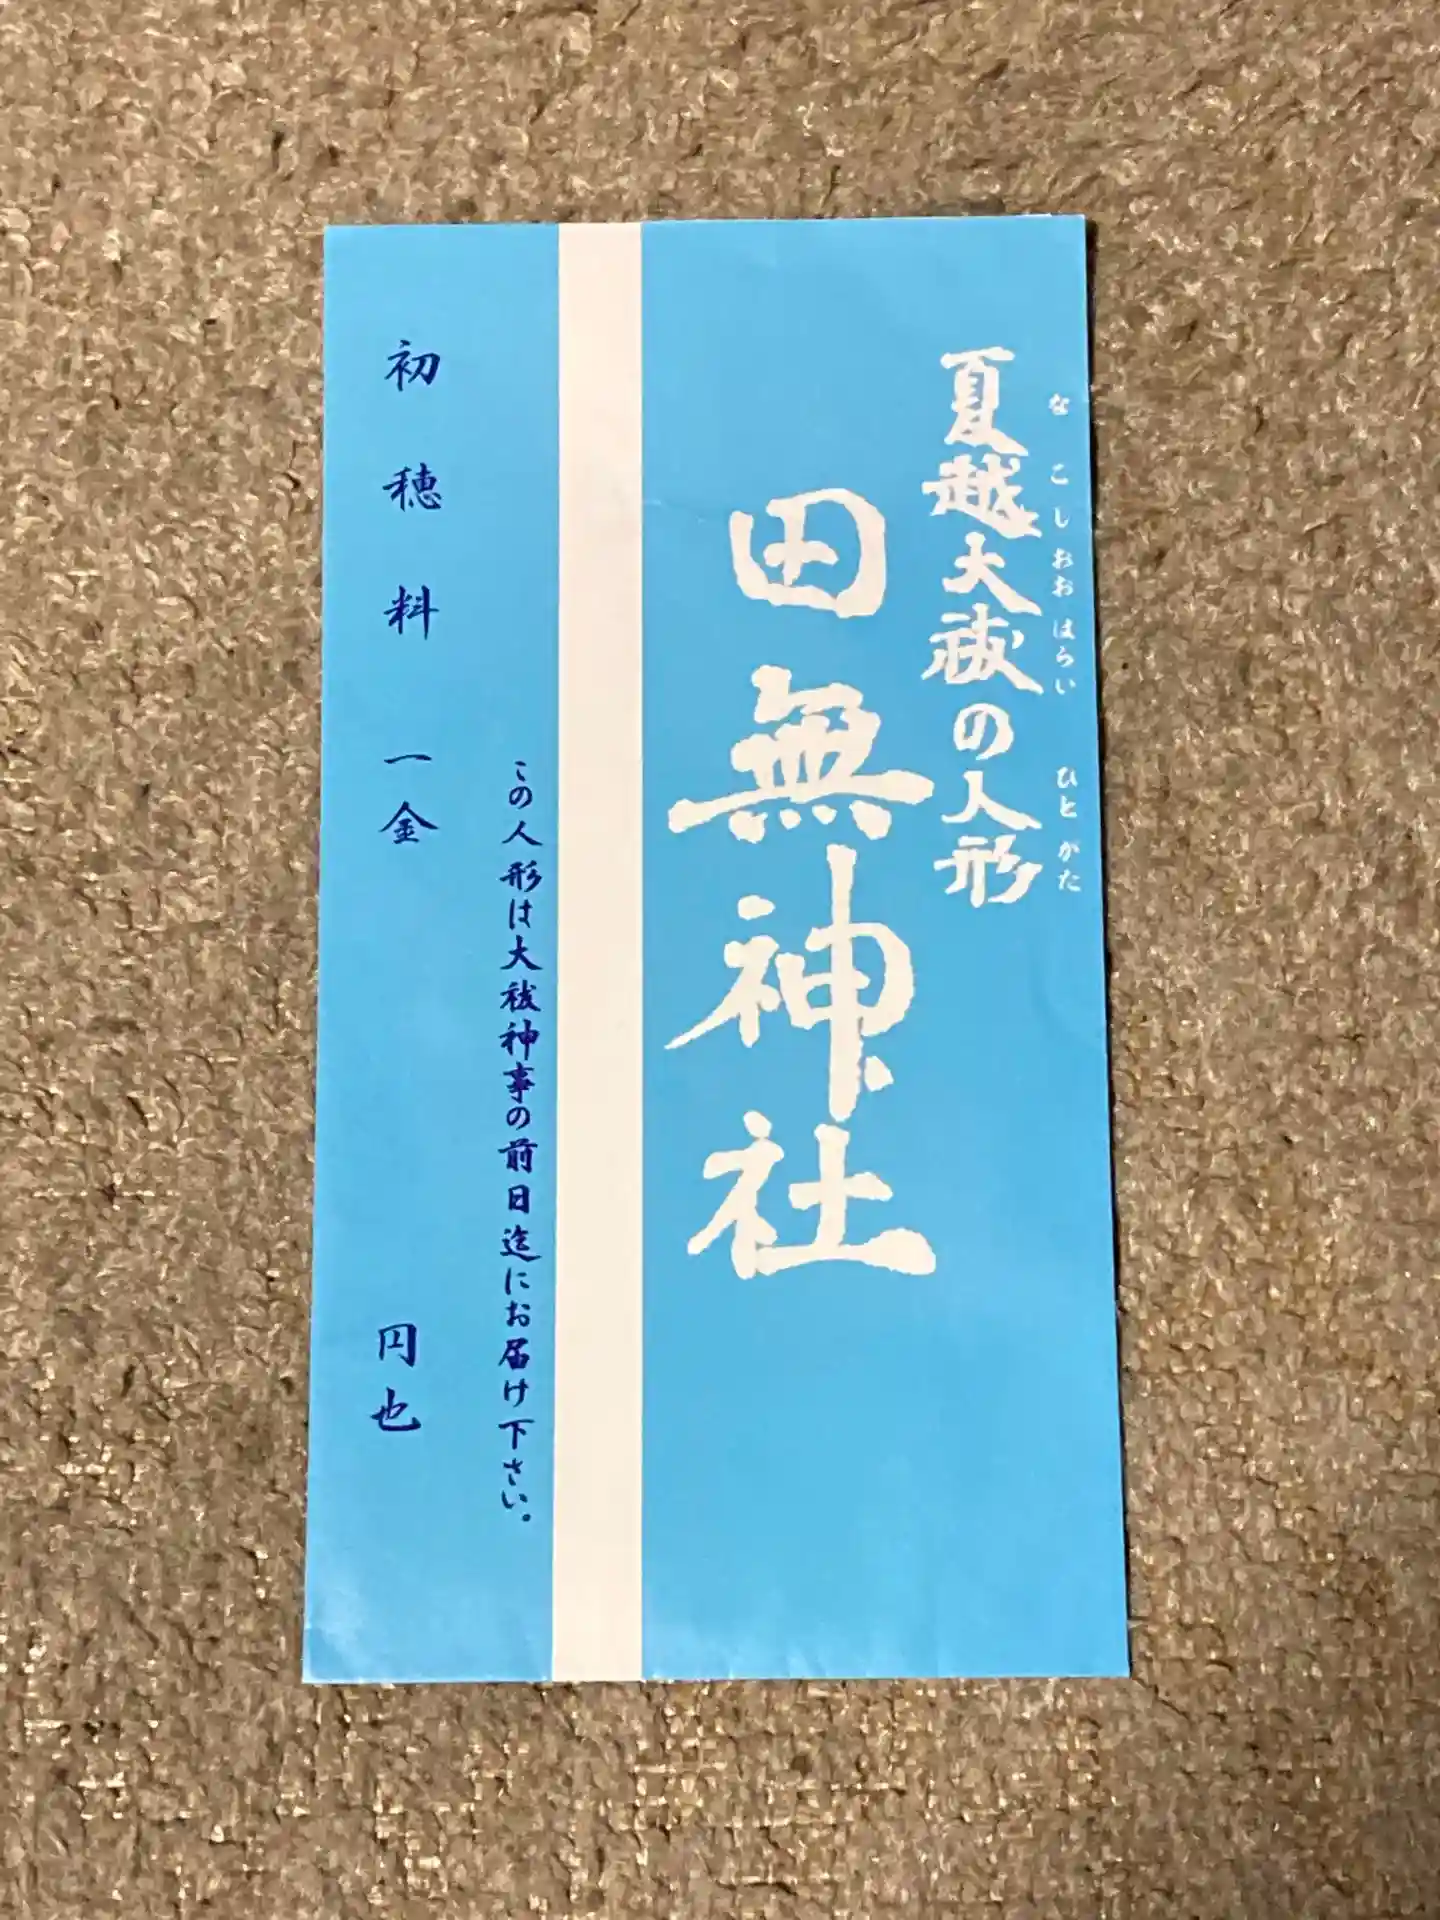 夏越大祓の人形
なこしおおはらい ひとがた
田無神社
この人形は大祓神事の前日迄にお届け下さい。
初穂料 一金 円也